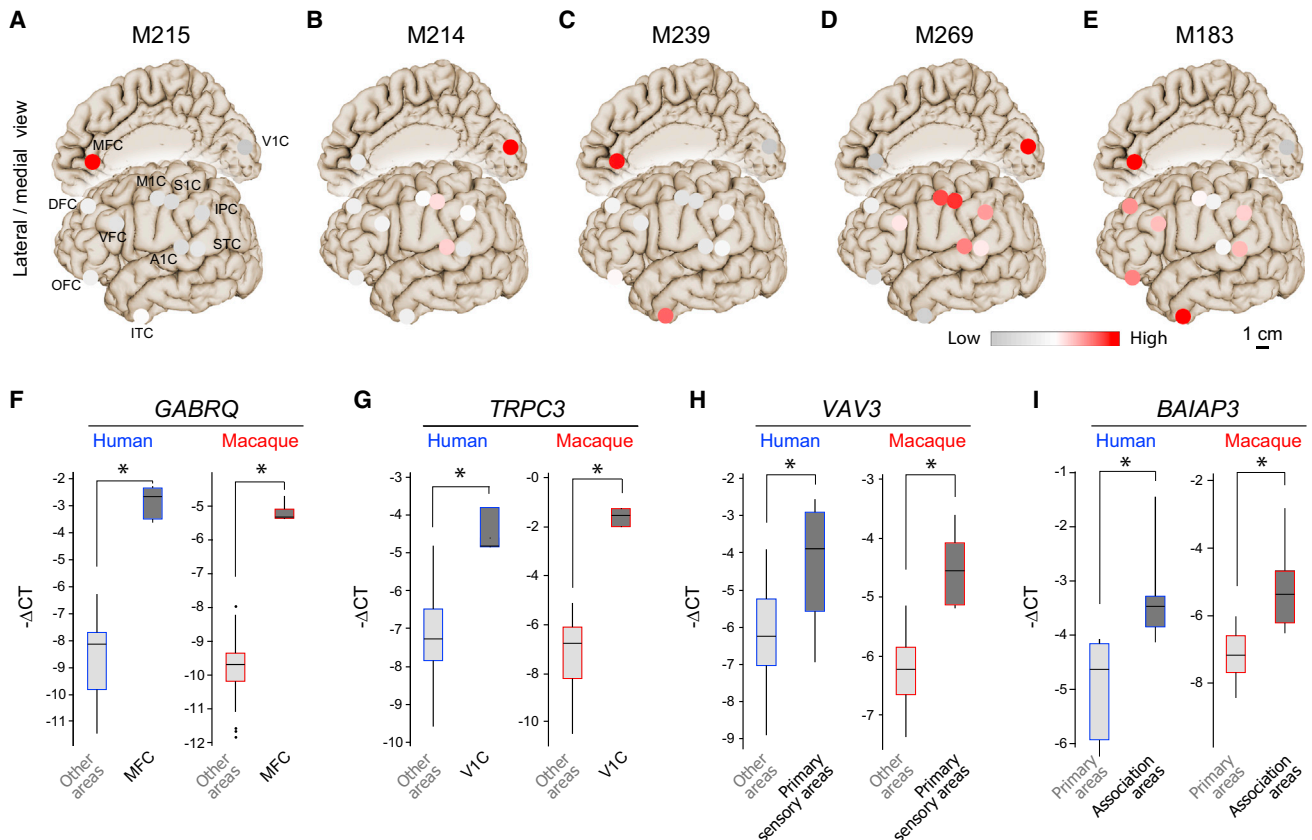 A
M215
B
M214
C
M239
D
M269
E
M183
Lateral / medial view
MFC
V1C
M1C
S1C
DFC
IPC
VFC
STC
A1C
OFC
ITC
Low
High
1 cm
F
GABRQ
Human
Macaque
*
*
-ΔCT
-2
-3
-4
-5
-6
-7
-8
-9
-10
-11
-5
-6
-7
-8
-9
-10
-11
-12
Other areas
MFC
Other areas
MFC
G
TRPC3
Human
Macaque
*
*
-ΔCT
-3
-4
-5
-6
-7
-8
-9
-10
-0
-2
-4
-6
-8
-10
Other areas
V1C
Other areas
V1C
H
VAV3
Human
Macaque
*
*
-ΔCT
-2
-3
-4
-5
-6
-7
-8
-9
-3
-4
-5
-6
-7
Other areas
Primary
sensory areas
Other areas
Primary
sensory areas
I
BAIAP3
Human
Macaque
*
*
-ΔCT
-1
-2
-3
-4
-5
-6
-2
-4
-6
-8
Primary areas
Association areas
Primary areas
Association areas